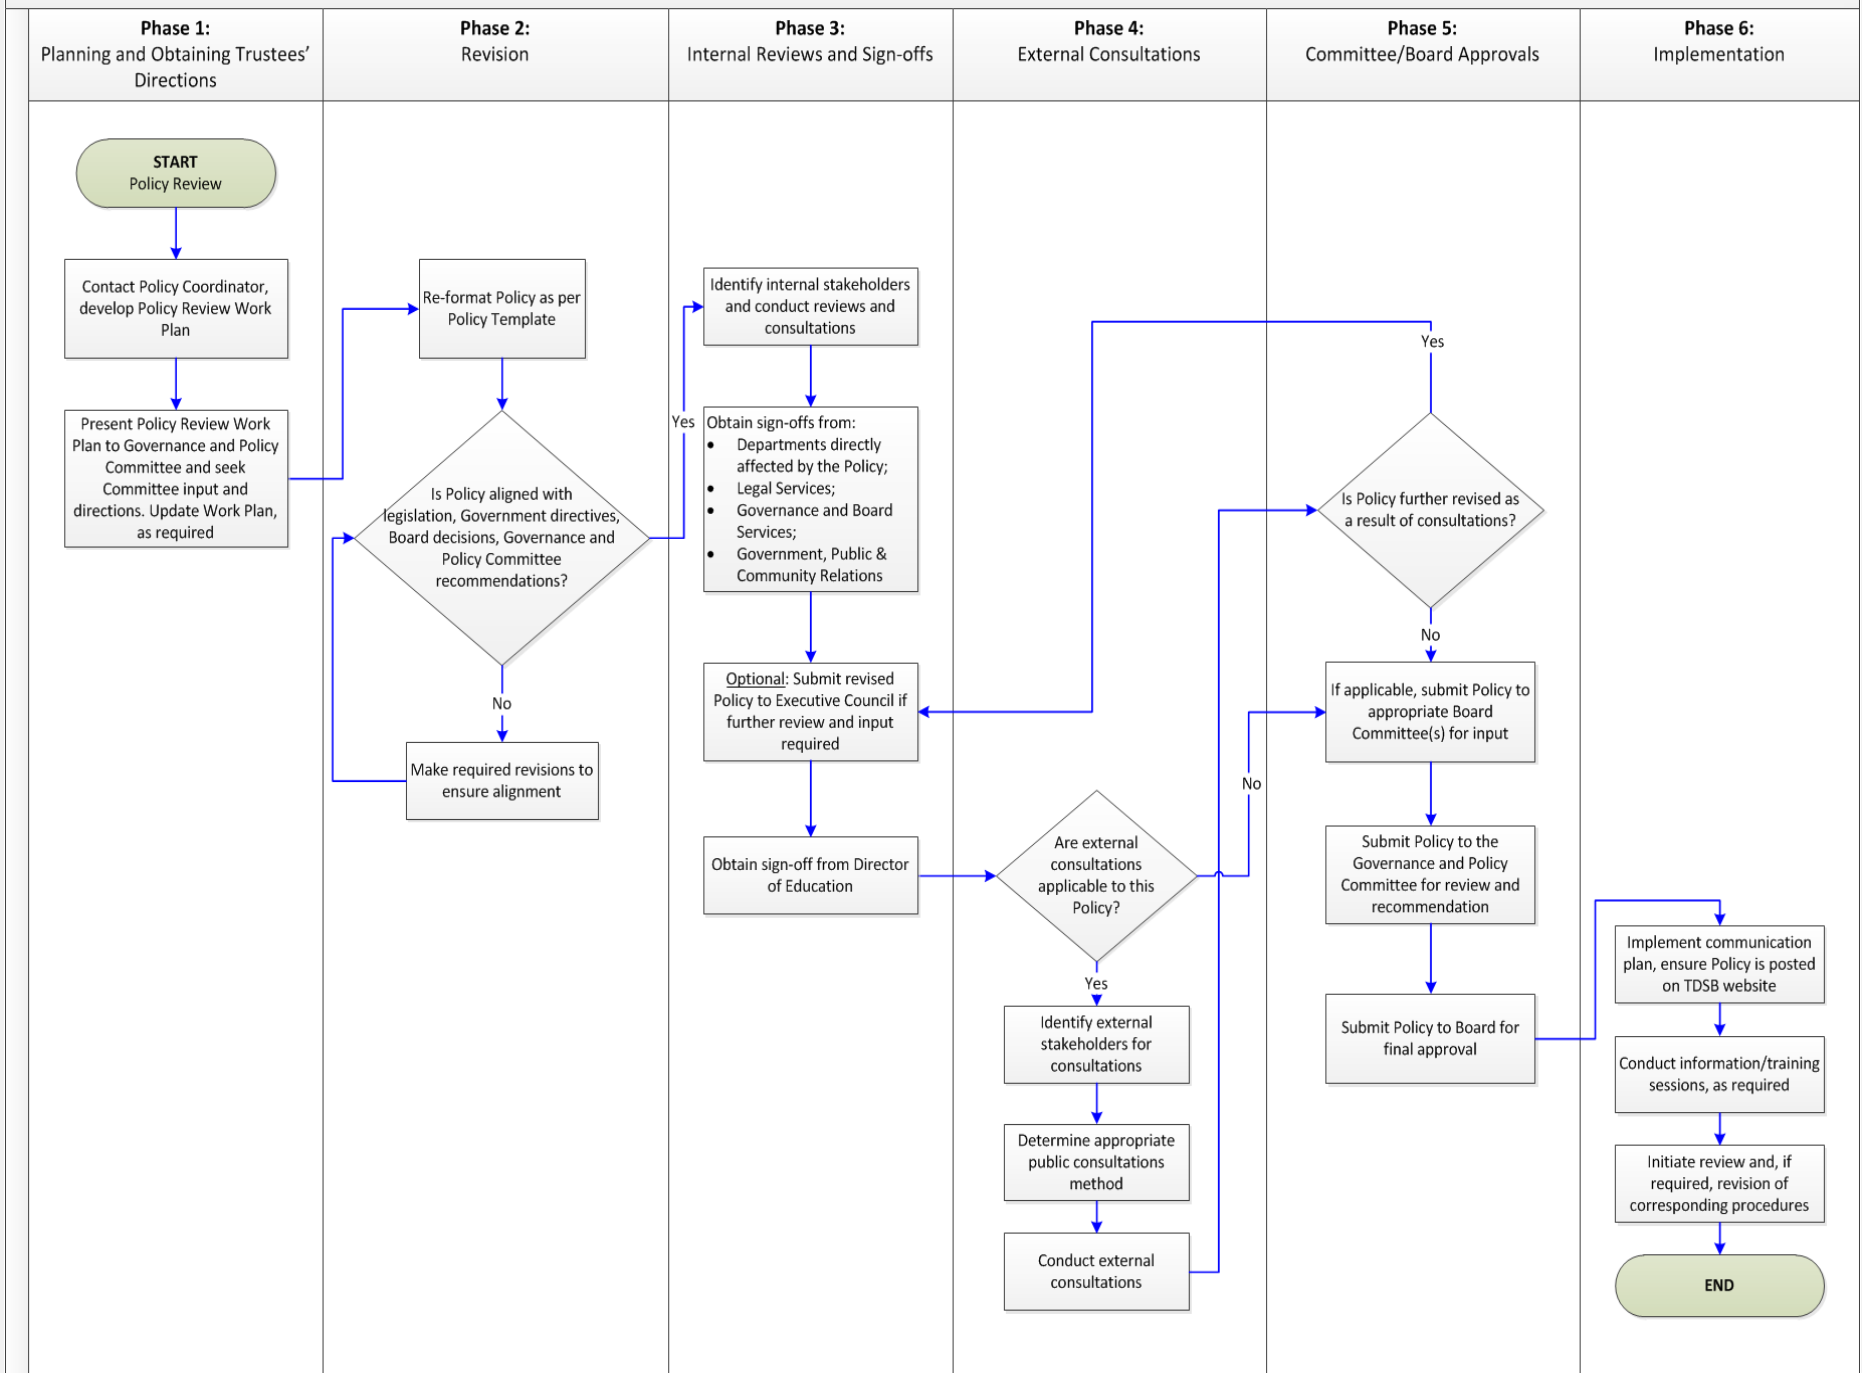 Phase 1:
Planning and Obtaining Trustees’
Directions
Phase 2:
Revision
Phase 3:
Internal Reviews and Sign-offs
Phase 4:
External Consultations
Phase 5:
Committee/Board Approvals
Phase 6:
Implementation
START
Policy Review
Contact Policy Coordinator,
develop Policy Review Work
Plan
Present Policy Review Work
Plan to Governance and Policy
Committee and seek
Committee input and
directions. Update Work Plan,
as required
Re-format Policy as per
Policy Template
Is Policy aligned with
legislation, Government directives,
Board decisions, Governance and
Policy Committee
recommendations?
No
Make required revisions to
ensure alignment
Yes
Identify internal stakeholders
and conduct reviews and
consultations
Obtain sign-offs from:
• Departments directly
affected by the Policy;
• Legal Services;
• Governance and Board
Services;
• Government, Public &
Community Relations
Optional: Submit revised
Policy to Executive Council if
further review and input
required
Obtain sign-off from Director
of Education
Are external
consultations
applicable to this
Policy?
No
Yes
Identify external
stakeholders for
consultations
Determine appropriate
public consultations
method
Conduct external
consultations
Yes
Is Policy further revised as
a result of consultations?
No
If applicable, submit Policy to
appropriate Board
Committee(s) for input
Submit Policy to the
Governance and Policy
Committee for review and
recommendation
Submit Policy to Board for
final approval
Implement communication
plan, ensure Policy is posted
on TDSB website
Conduct information/training
sessions, as required
Initiate review and, if
required, revision of
corresponding procedures
END